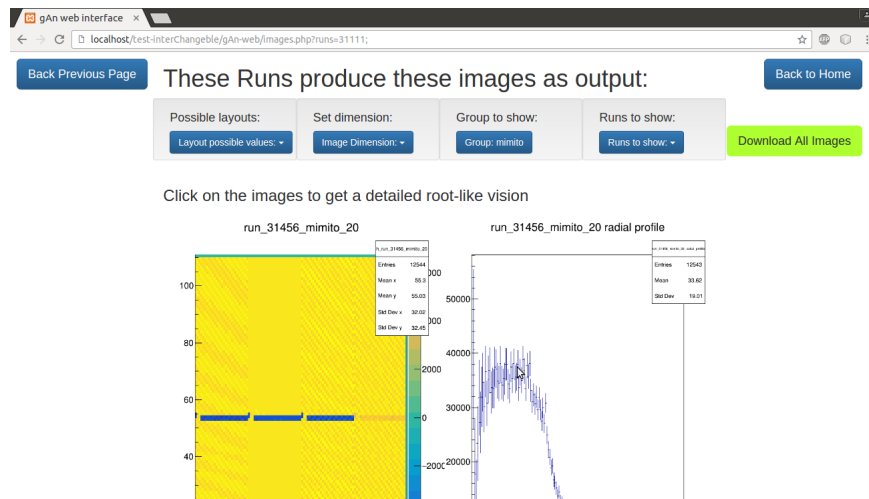 gAn web interface
localhost/test-InterChangeble/gAn-web/images.php?runs=31111;
Back Previous Page
These Runs produce these images as output:
Back to Home
Possible layouts:
Set dimension:
Group to show:
Runs to show:
Layout possible values:
Image Dimension:
Group: mimito
Runs to show:
Download All Images
Click on the images to get a detailed root-like vision
run_31456_mimito_20
run_31456_mimito_20 radial profile
h_run_31456_mimito_20
Entries 12544
Mean x 55.3
Mean y 55.03
Std Dev x 32.02
Std Dev y 32.45
Entries 12543
Mean 33.62
Std Dev 19.01
100
80
60
40
2000
0
50000
40000
30000
20000